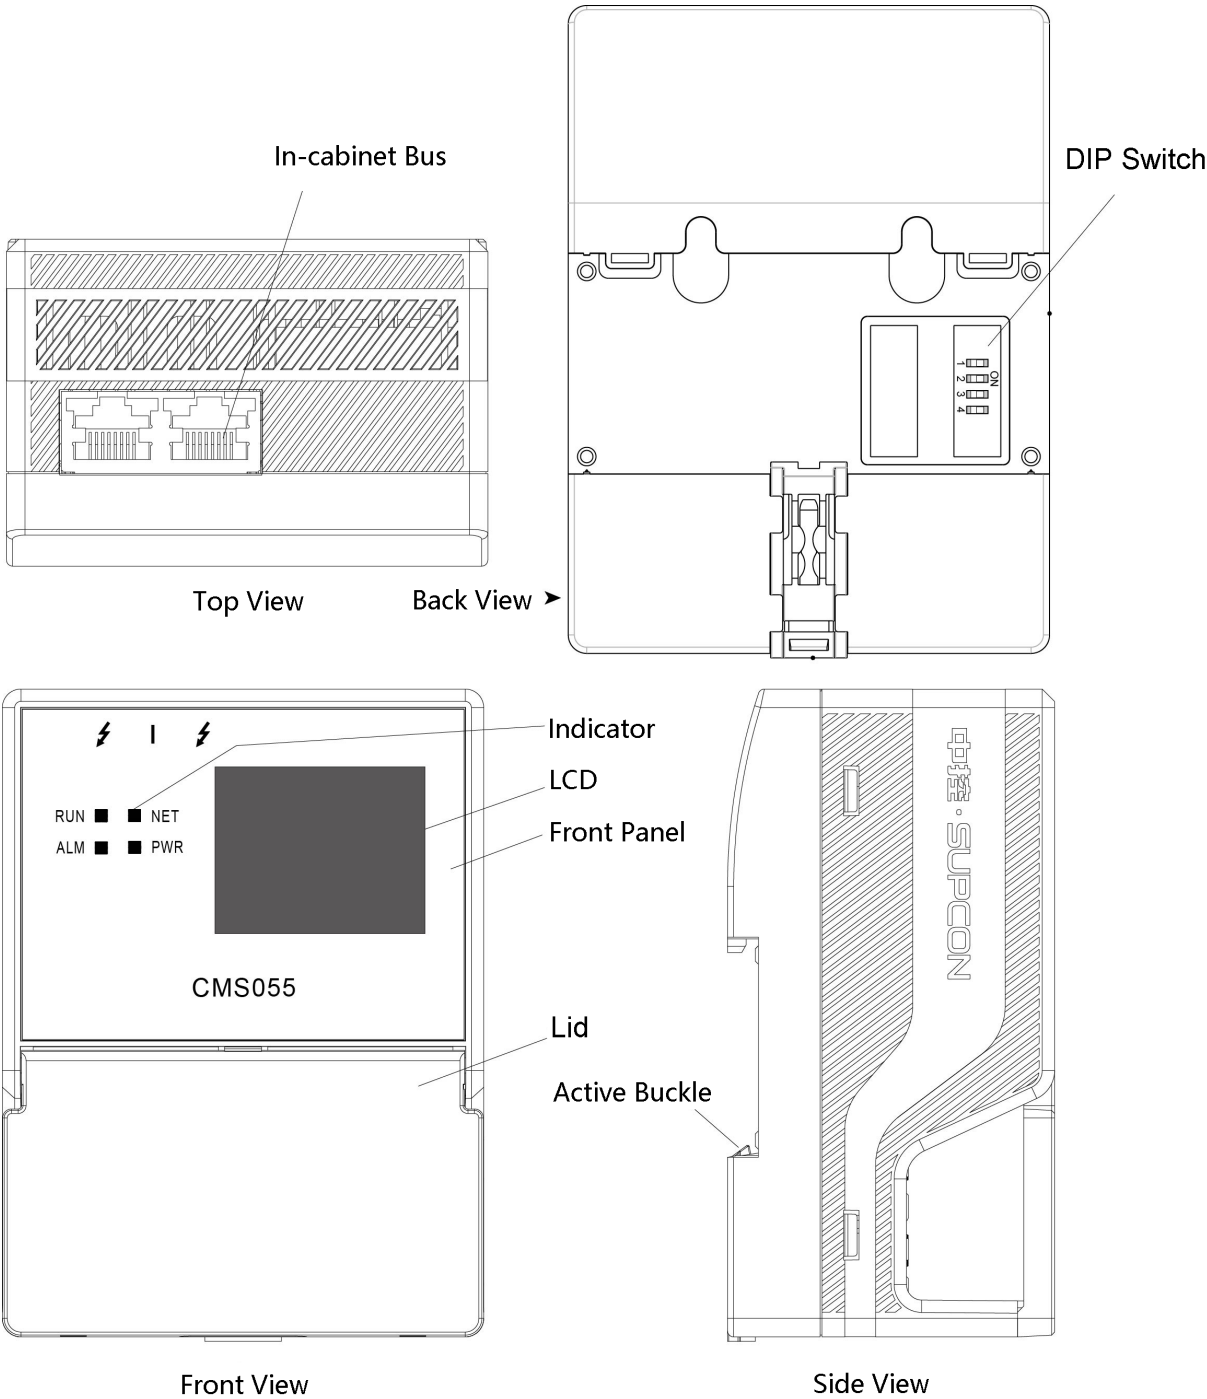 In-cabinet Bus
DIP Switch
1
2
3
4
ON
Top View
Back View
Indicator
LCD
Front Panel
RUN
NET
ALM
PWR
CMS055
Lid
Active Buckle
中控·SUPCON
Front View
Side View